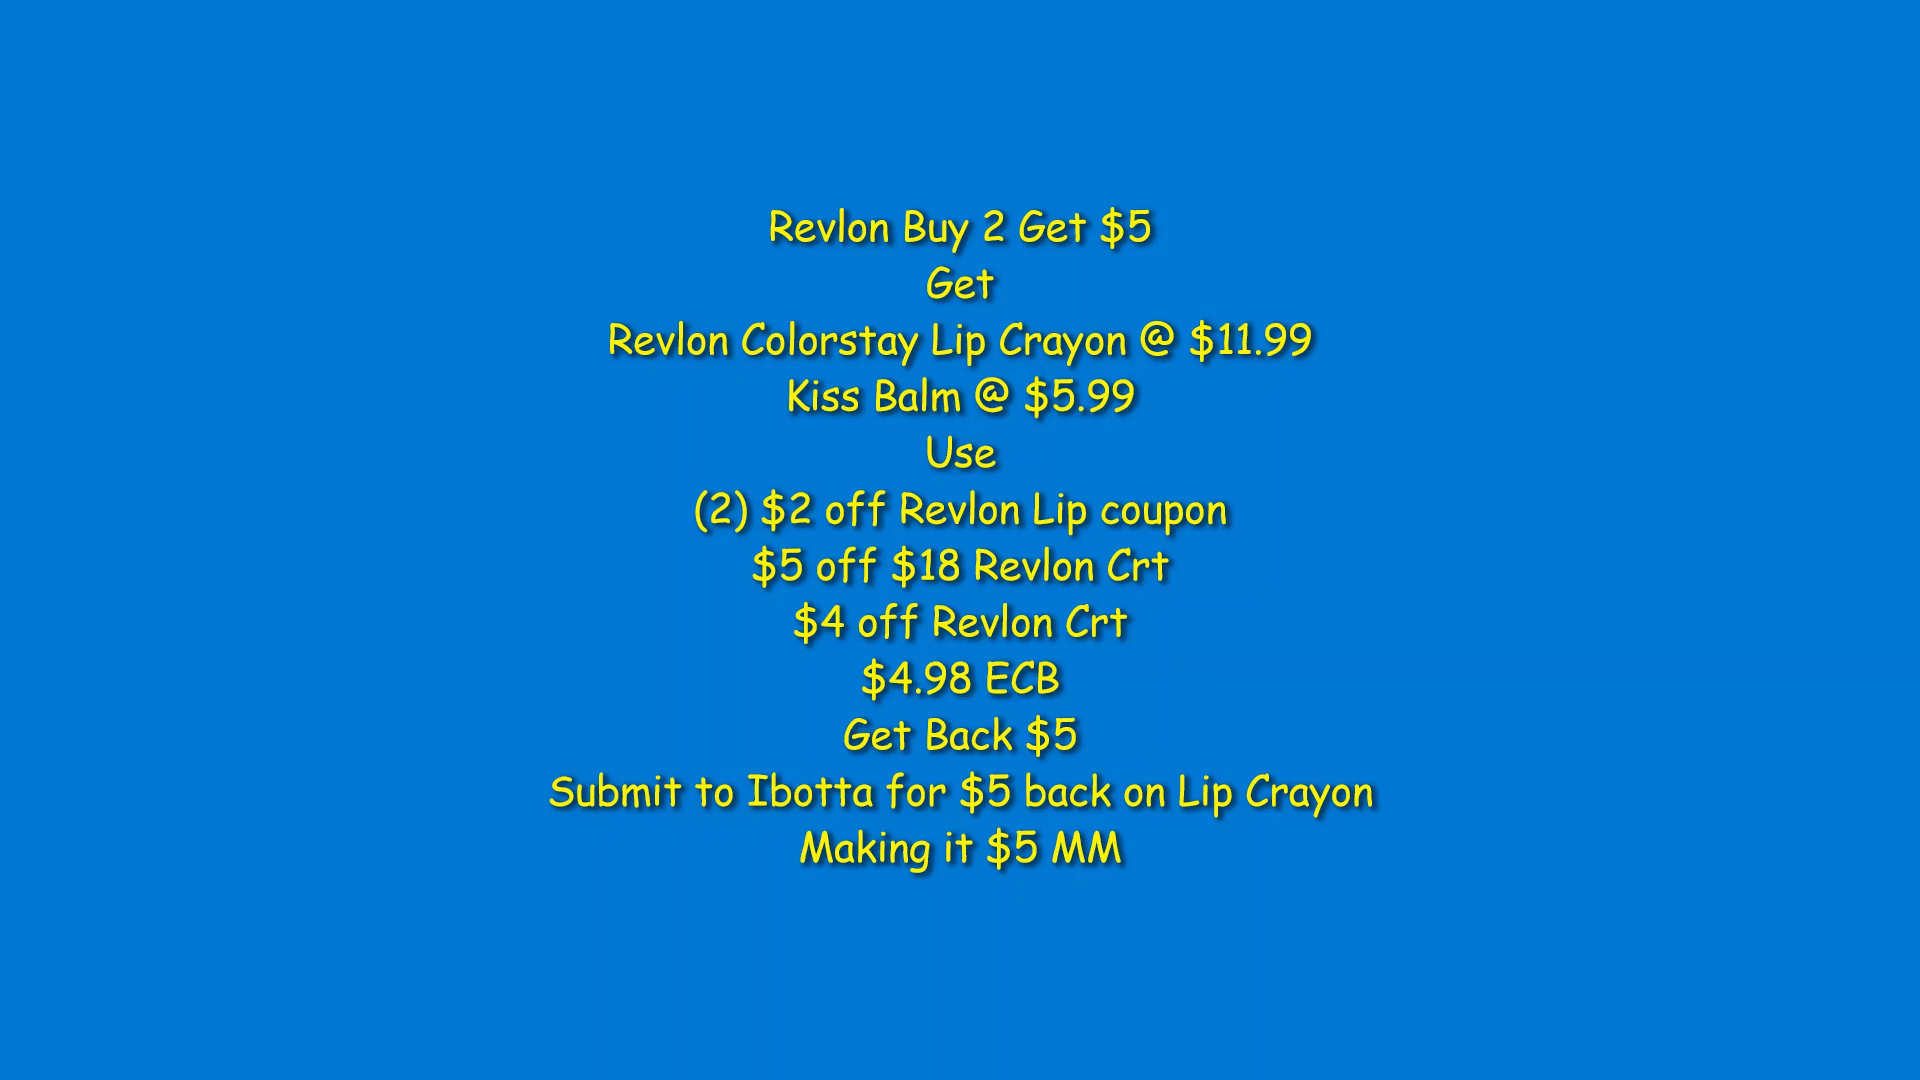 Revlon Buy 2 Get $5
Get
Revlon Colorstay Lip Crayon @ $11.99
Kiss Balm @ $5.99
Use
(2) $2 off Revlon Lip coupon
$5 off $18 Revlon Crt
$4 off Revlon Crt
$4.98 ECB
Get Back $5
Submit to Ibotta for $5 back on Lip Crayon
Making it $5 MM